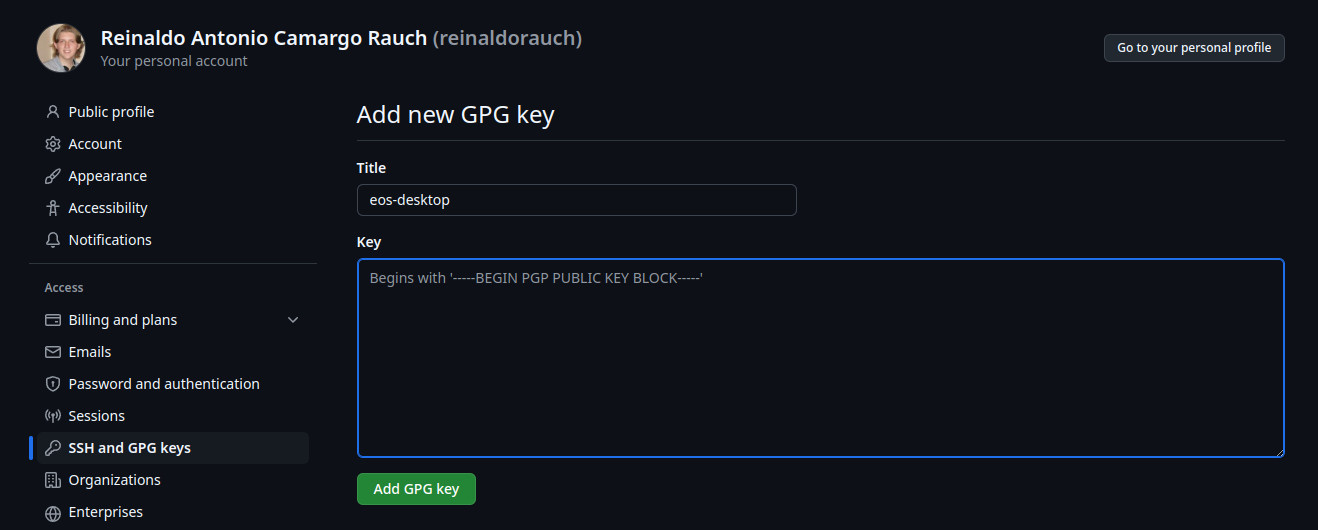 Reinaldo Antonio Camargo Rauch (reinaldorauch)
Your personal account
Go to your personal profile
Public profile
Account
Appearance
Accessibility
Notifications
Access
Billing and plans
Emails
Password and authentication
Sessions
SSH and GPG keys
Organizations
Enterprises
Add new GPG key
Title
eos-desktop
Key
Begins with '-----BEGIN PGP PUBLIC KEY BLOCK-----'
Add GPG key